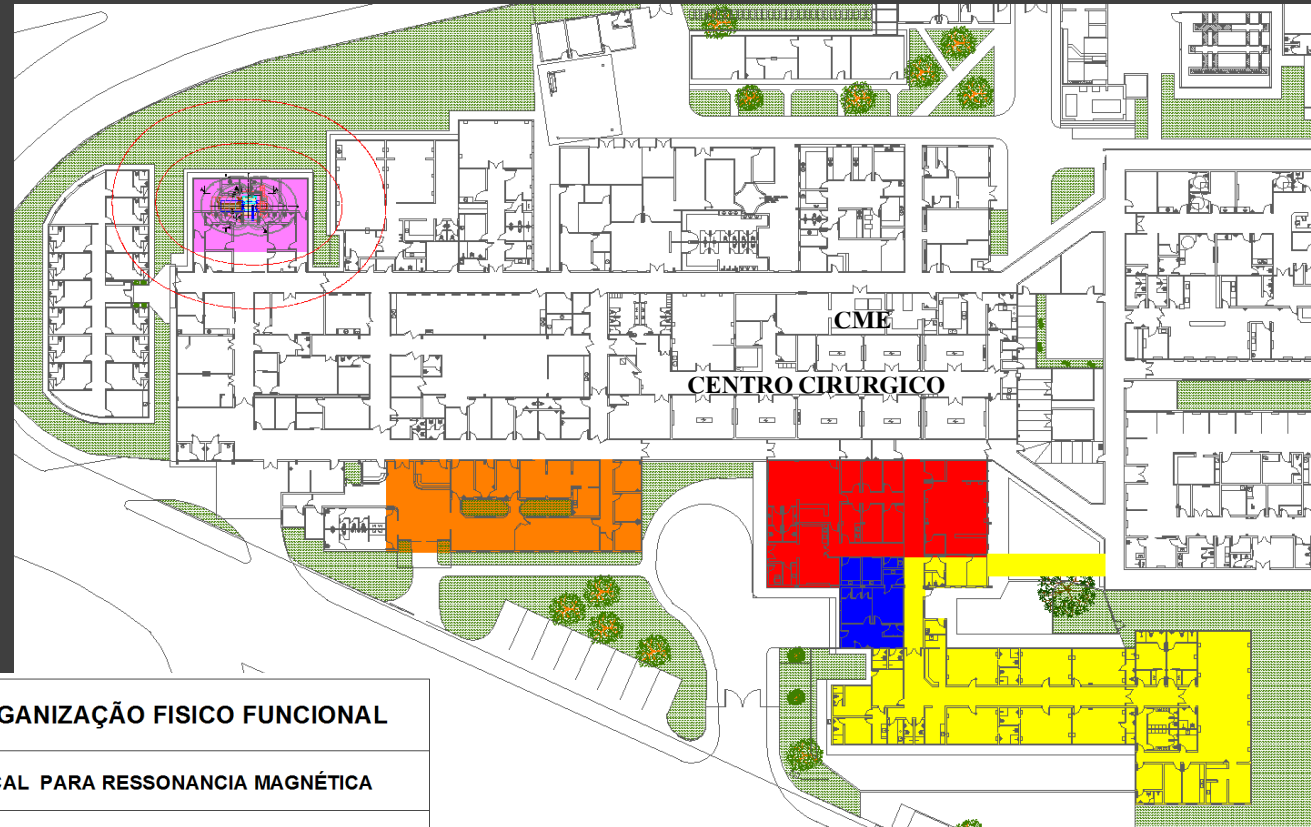 CME
CENTRO CIRURGICO
GANIZAÇÃO FISICO FUNCIONAL
CAL PARA RESSONANCIA MAGNÉTICA